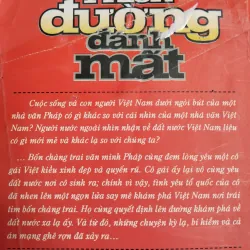 đường
đánh
mất
Cuộc sống và con người Việt Nam dưới ngòi bút của một
nhà văn Pháp có gì khác so với cái nhìn của một nhà văn Việt
Nam? Người nước ngoài nhìn nhận về đất nước Việt Nam liệu
có gì mới mẻ và khác lạ so với chúng ta?
... Bốn chàng trai văn minh Pháp cùng đem lòng yêu một cô
gái Việt hiếu sinh đẹp và quyến rũ. Cô gái ấy lại vô cùng yêu
đất nước nơi cô sinh ra; chính vì vậy, tình yêu tổ quốc của cô
đã nhen lên một ngọn lửa say mê khám phá Việt Nam nơi trái
tim bốn chàng trai. Họ cùng quyết định lên đường khám phá về
đất nước xa lạ ấy. Và từ đó, những chuyện kỳ lạ, bí hiểm và cả
án mạng ghê rợn đã xảy ra...